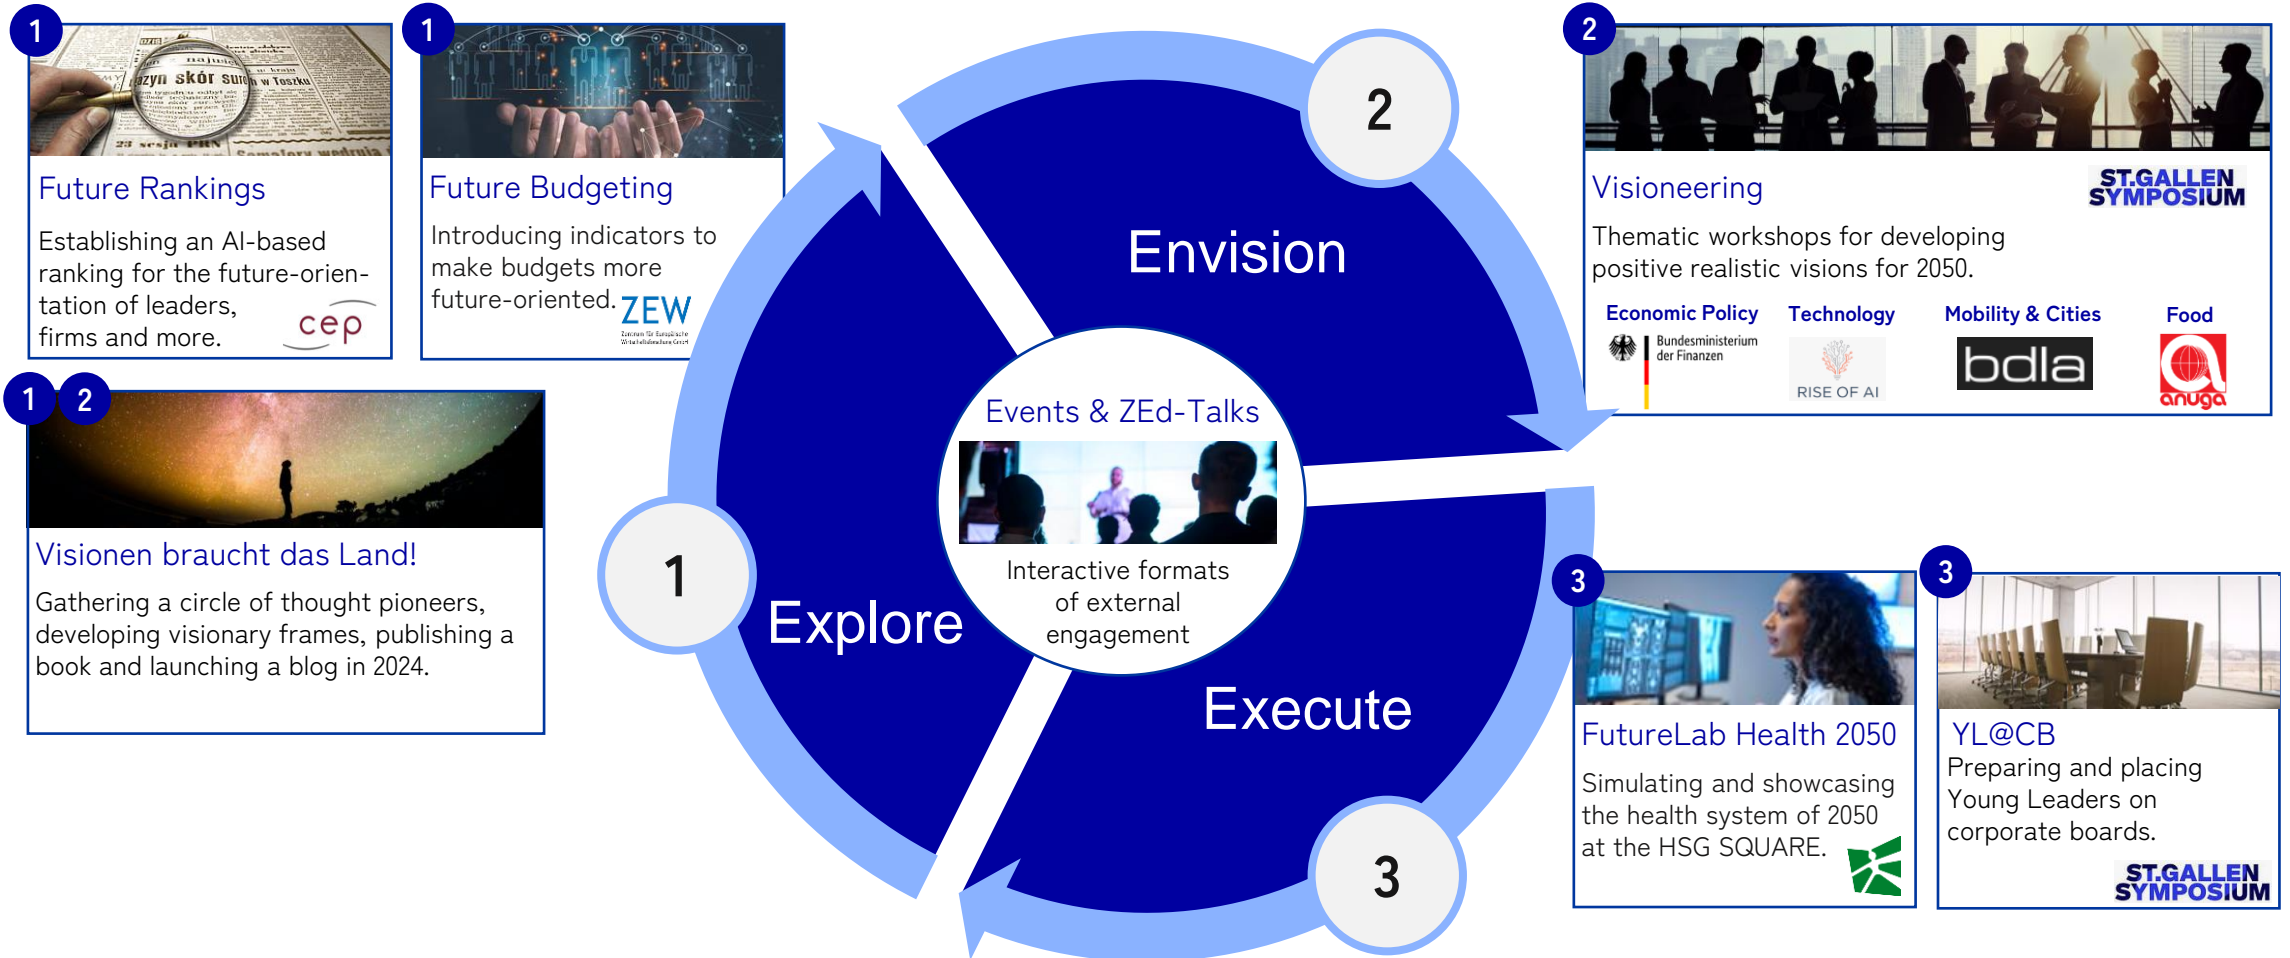 1
Future Rankings
Establishing an AI-based
ranking for the future-orien-
tation of leaders,
firms and more.
cep
1
Future Budgeting
Introducing indicators to
make budgets more
future-oriented.
ZEW
Zentrum für Europäische
Wirtschaftsforschung GmbH
1 2
Visionen braucht das Land!
Gathering a circle of thought pioneers,
developing visionary frames, publishing a
book and launching a blog in 2024.
1
Explore
2
Envision
3
Execute
Events & ZEd-Talks
Interactive formats
of external
engagement
2
Visioneering
ST.GALLEN
SYMPOSIUM
Thematic workshops for developing
positive realistic visions for 2050.
Economic Policy
Bundesministerium
der Finanzen
Technology
RISE OF AI
Mobility & Cities
bdla
Food
anuga
3
FutureLab Health 2050
Simulating and showcasing
the health system of 2050
at the HSG SQUARE.
3
YL@CB
Preparing and placing
Young Leaders on
corporate boards.
ST.GALLEN
SYMPOSIUM